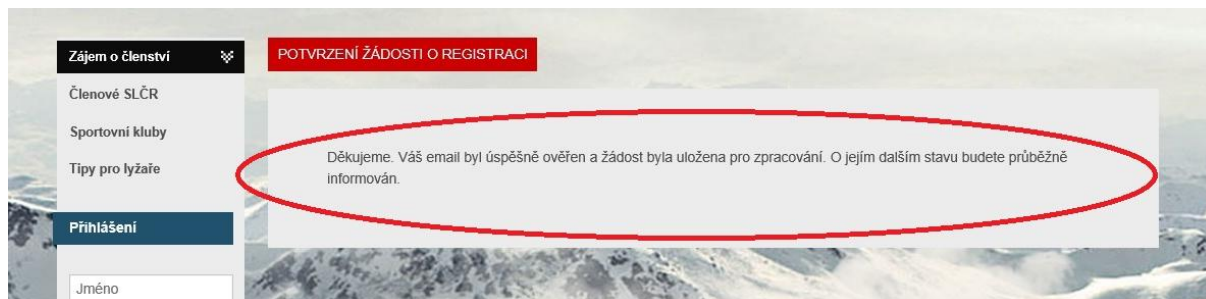 Zájem o členství
Členové SLČR
Sportovní kluby
Tipy pro lyžaře
Přihlášení
Jméno
POTVRZENÍ ŽÁDOSTI O REGISTRACI
Děkujeme. Váš email byl úspěšně ověřen a žádost byla uložena pro zpracování. O jejím dalším stavu budete průběžně
informován.